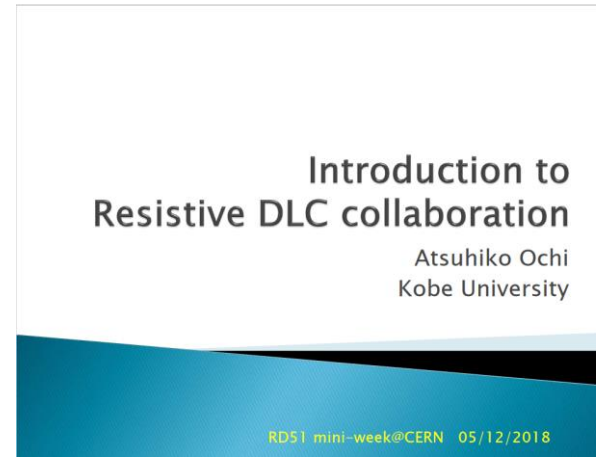 Introduction to
Resistive DLC collaboration
Atsuhiko Ochi
Kobe University
RD51 mini-week@CERN 05/12/2018